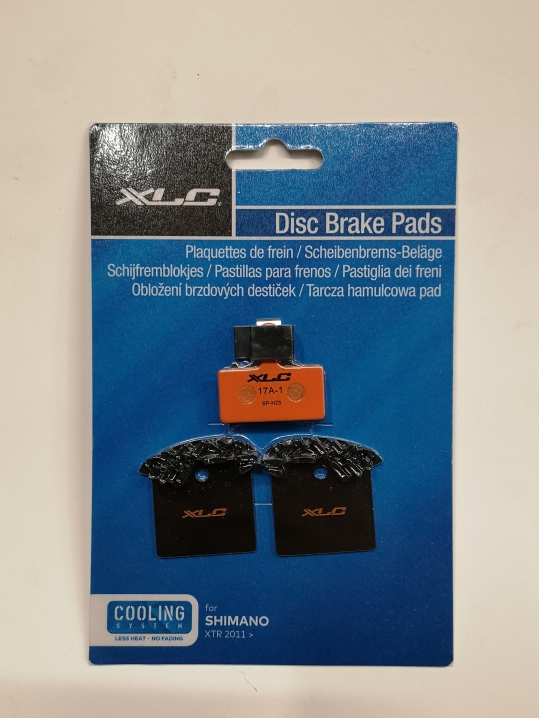 XLC
Disc Brake Pads
Plaquettes de frein / Scheibenbrems-Beläge
Schijfremblokjes / Pastillas para frenos / Pastiglia dei freni
Obložení brzdových destiček / Tarcza hamulcowa pad
XLC
17A-1
BP-H25
XLC
XLC
COOLING
SYSTEM
LESS HEAT - NO FADING
for
SHIMANO
XTR 2011 >